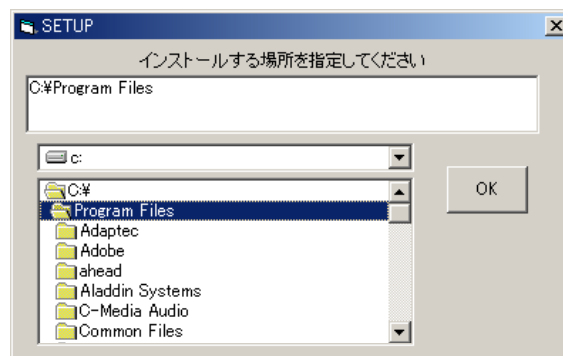 SETUP
インストールする場所を指定してください
C:¥Program Files
c:
C:¥
Program Files
OK
Adaptec
Adobe
ahead
Aladdin Systems
C-Media Audio
Common Files